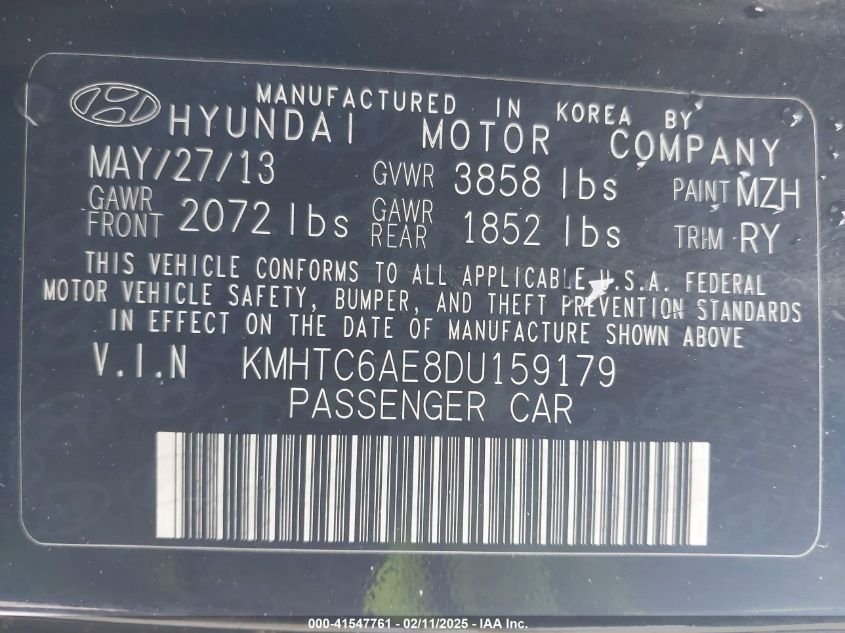 MANUFACTURED IN KOREA BY
HYUNDAI MOTOR COMPANY
MAY/27/13 GVWR 3858 lbs PAINT MZH
GAWR FRONT 2072 lbs GAWR REAR 1852 lbs TRIM RY
THIS VEHICLE CONFORMS TO ALL APPLICABLE U.S.A. FEDERAL
MOTOR VEHICLE SAFETY, BUMPER, AND THEFT PREVENTION STANDARDS
IN EFFECT ON THE DATE OF MANUFACTURE SHOWN ABOVE
V.I.N KMHTC6AE8DU159179
PASSENGER CAR
000-41547761 - 02/11/2025 - IAA Inc.